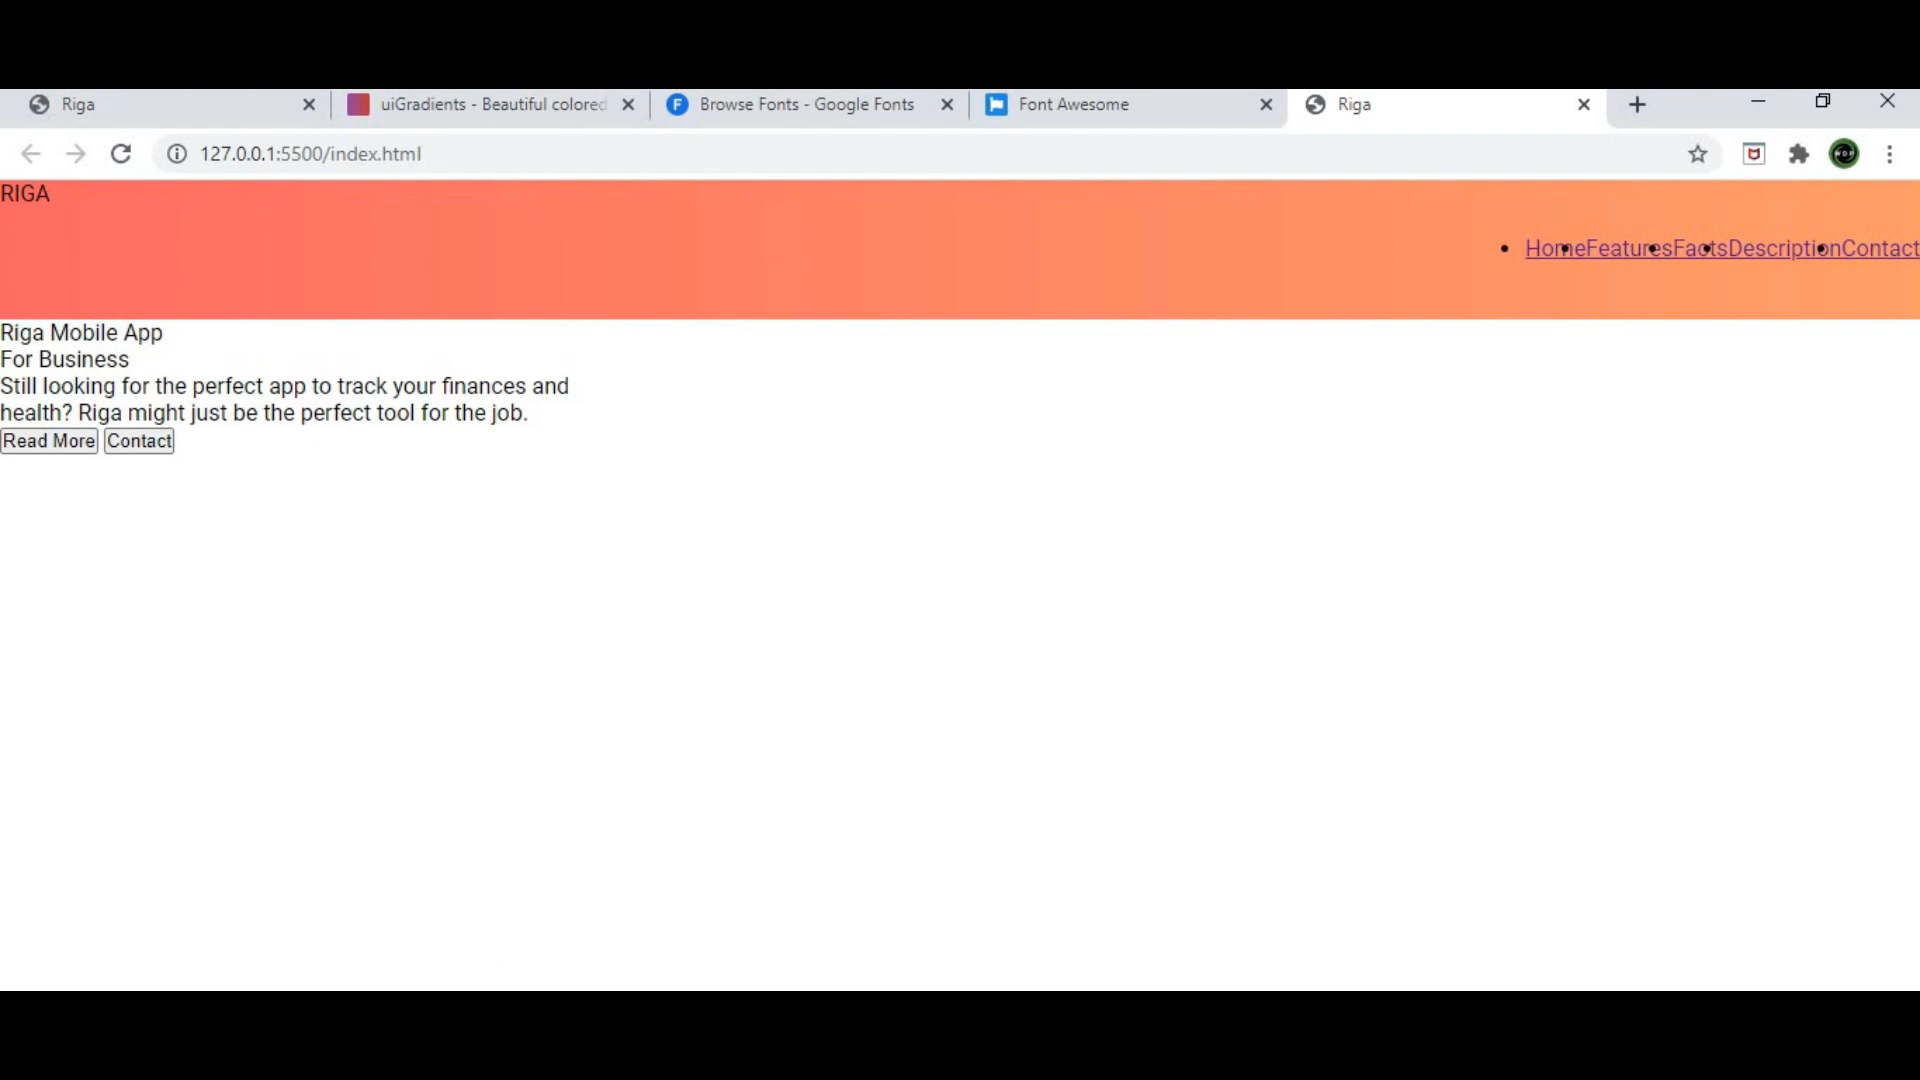 Riga
uiGradients - Beautiful colored
Browse Fonts - Google Fonts
Font Awesome
Riga
127.0.0.1:5500/index.html
RIGA
HomeFeaturesFactsDescriptionContact
Riga Mobile App
For Business
Still looking for the perfect app to track your finances and
health? Riga might just be the perfect tool for the job.
Read More Contact